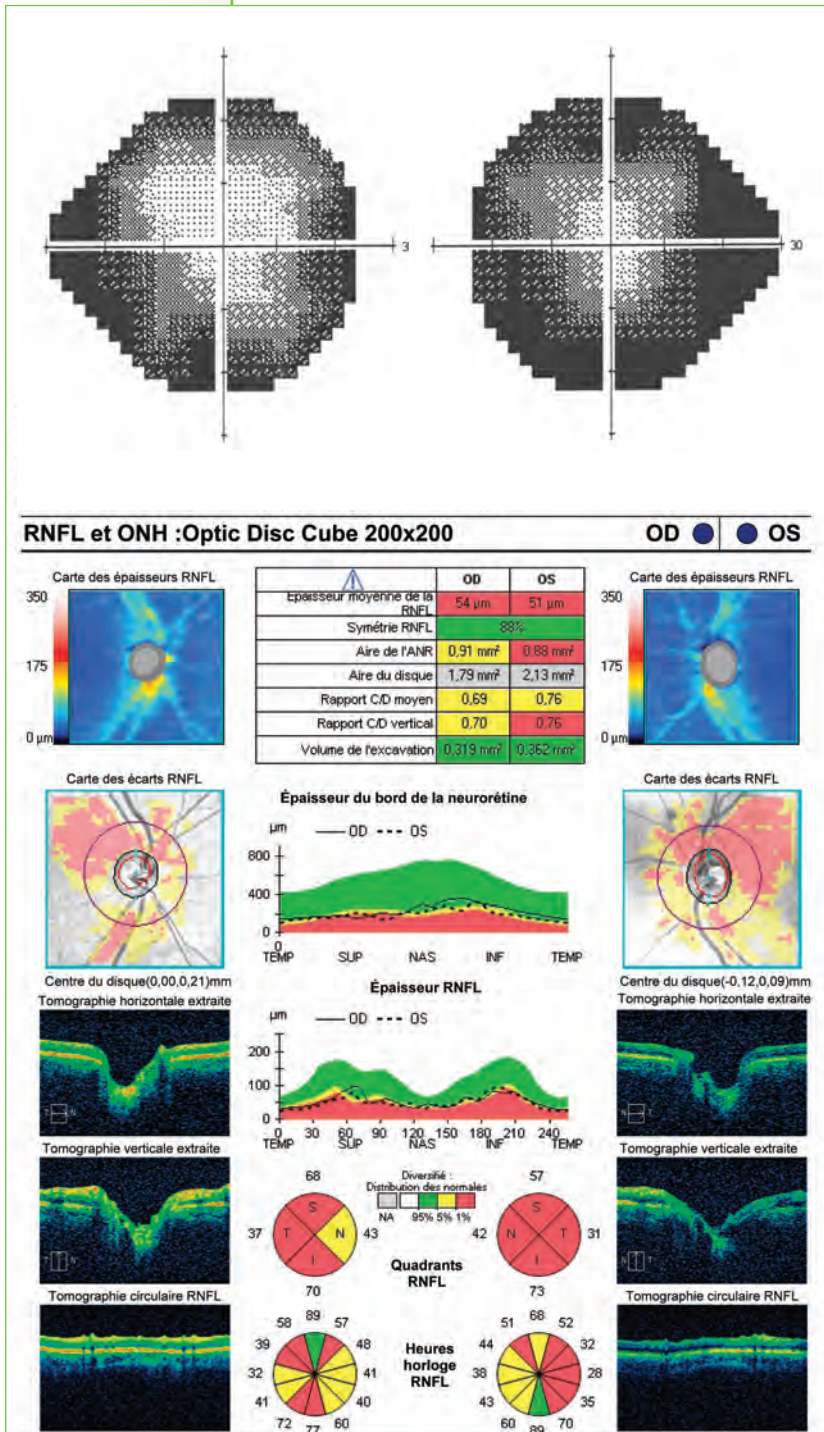 3
30
RNFL et ONH :Optic Disc Cube 200x200 OD OS
Carte des épaisseurs RNFL
350
175
0 µm
OD OS
Epaisseur moyenne de la RNFL 54 µm 51 µm
Symétrie RNFL 88%
Aire de l'ANR 0,91 mm² 0,88 mm²
Aire du disque 1,79 mm² 2,13 mm²
Rapport C/D moyen 0,69 0,76
Rapport C/D vertical 0,70 0,76
Volume de l'excavation 0,319 mm³ 0,362 mm³
Carte des épaisseurs RNFL
350
175
0 µm
Carte des écarts RNFL
Centre du disque(0,00,0,21)mm
Épaisseur du bord de la neurorétine
µm
OD OS
800
400
0
0
TEMP SUP NAS INF TEMP
Carte des écarts RNFL
Centre du disque(-0,12,0,09)mm
Tomographie horizontale extraite
T N
Épaisseur RNFL
µm
OD OS
200
100
0
0 30 60 90 120 150 180 210 240
TEMP SUP NAS INF TEMP
Tomographie horizontale extraite
N T
Tomographie verticale extraite
T N
68
37 43
70
S
T N
I
Diversifié :
Distribution des normales
NA 95% 5% 1%
Quadrants
RNFL
57
42 31
73
S
N T
I
Tomographie verticale extraite
N T
Tomographie circulaire RNFL
89
58 57
39 48
32 41
41 40
72 60
77
Heures
horloge
RNFL
68
51 52
44 32
38 28
43 35
60 70
89
Tomographie circulaire RNFL